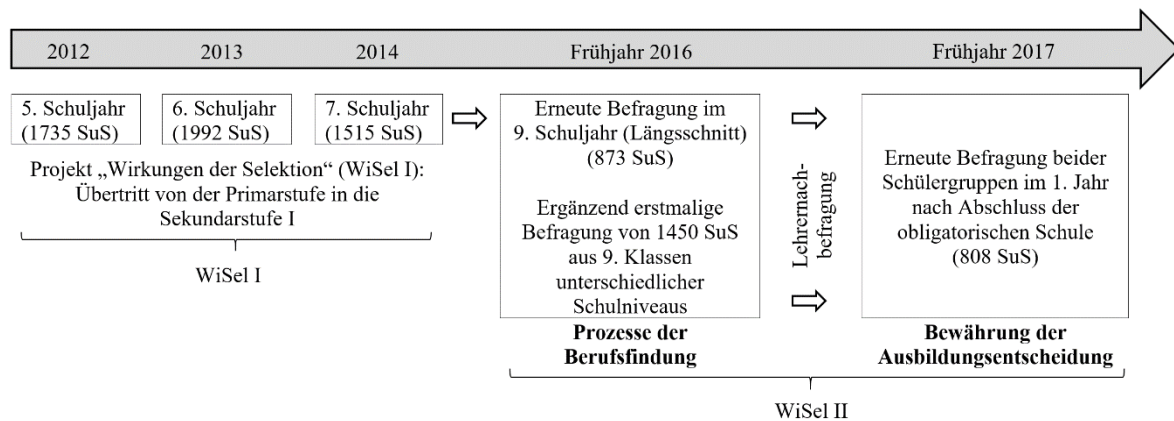 2012
2013
2014
Frühjahr 2016
Frühjahr 2017
5. Schuljahr
(1735 SuS)
6. Schuljahr
(1992 SuS)
7. Schuljahr
(1515 SuS)
Projekt „Wirkungen der Selektion“ (WiSel I):
Übertritt von der Primarstufe in die
Sekundarstufe I
WiSel I
Erneute Befragung im
9. Schuljahr (Längsschnitt)
(873 SuS)
Ergänzend erstmalige
Befragung von 1450 SuS
aus 9. Klassen
unterschiedlicher
Schulniveaus
Prozesse der
Berufsfindung
Lehrernach-
befragung
Erneute Befragung beider
Schülergruppen im 1. Jahr
nach Abschluss der
obligatorischen Schule
(808 SuS)
Bewährung der
Ausbildungsentscheidung
WiSel II